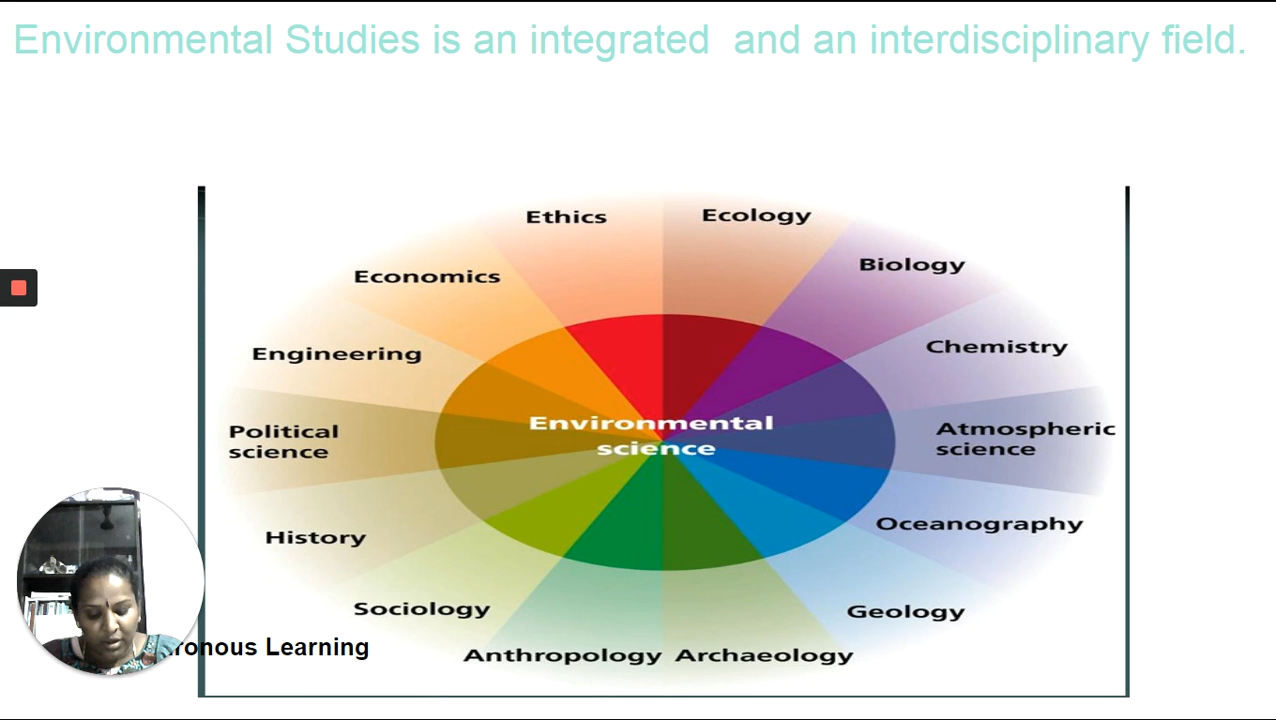 Environmental Studies is an integrated  and an interdisciplinary field.
Ethics
Ecology
Economics
Biology
Engineering
Chemistry
Political
science
Environmental
science
Atmospheric
science
History
Oceanography
Sociology
Geology
ronous Learning
Anthropology
Archaeology